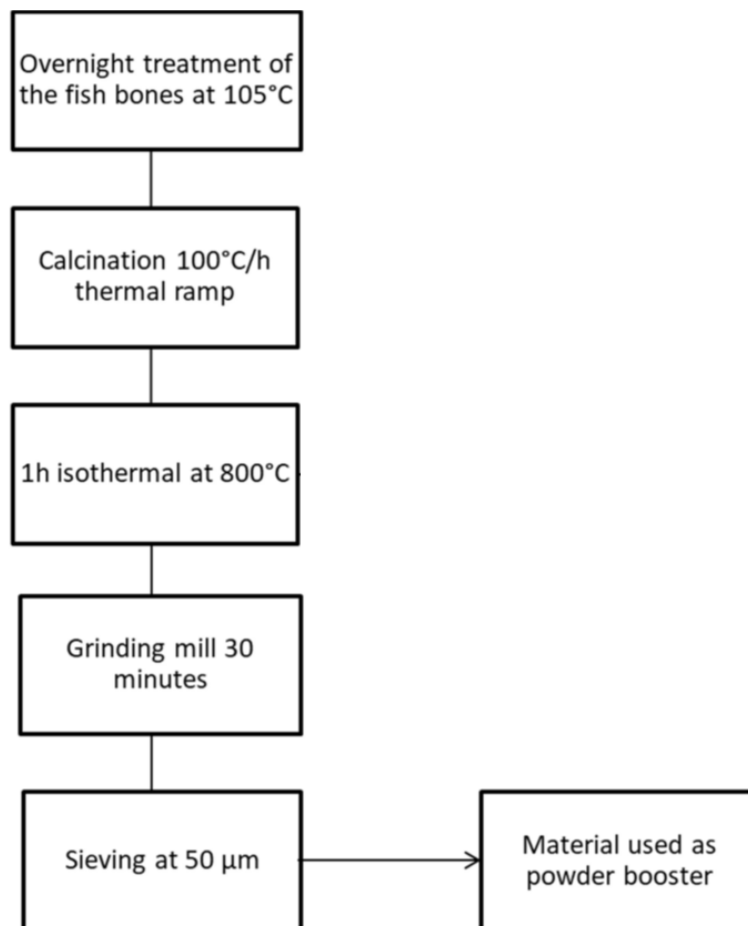 Overnight treatment of
the fish bones at 105°C
Calcination 100°C/h
thermal ramp
1h isothermal at 800°C
Grinding mill 30
minutes
Sieving at 50 µm
Material used as
powder booster